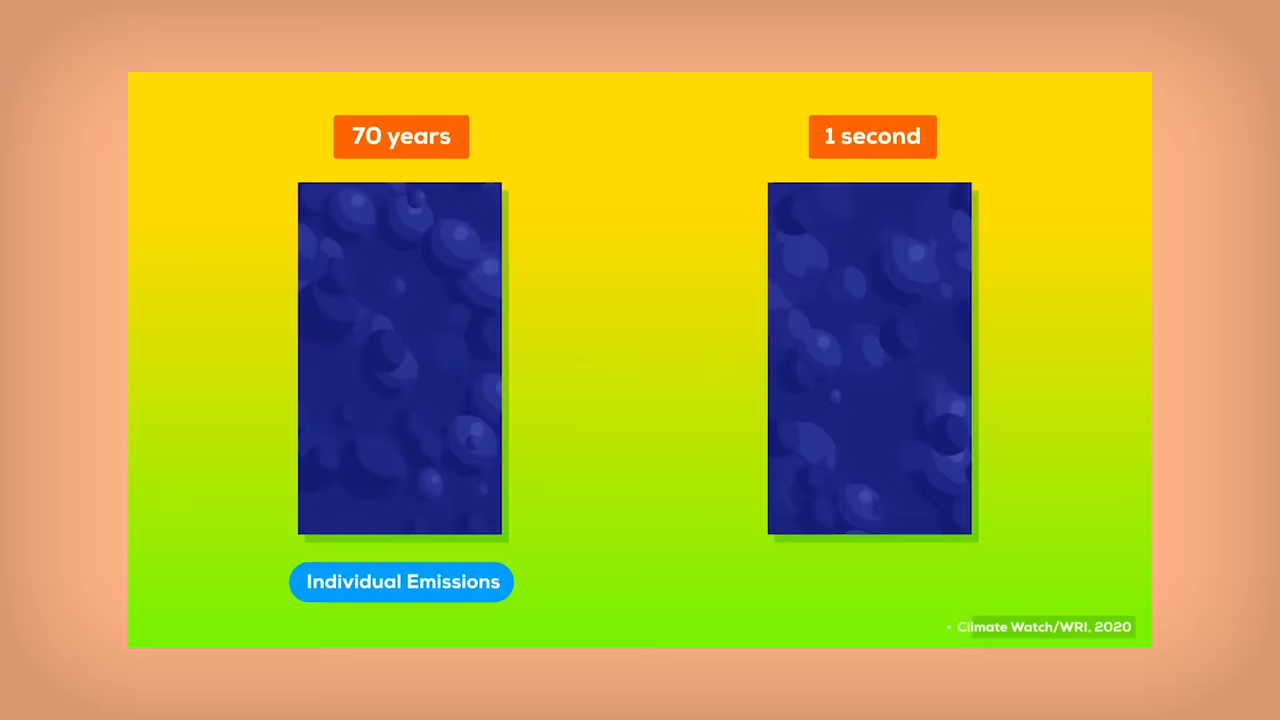 70 years
1 second
Individual Emissions
• Climate Watch/WRI, 2020